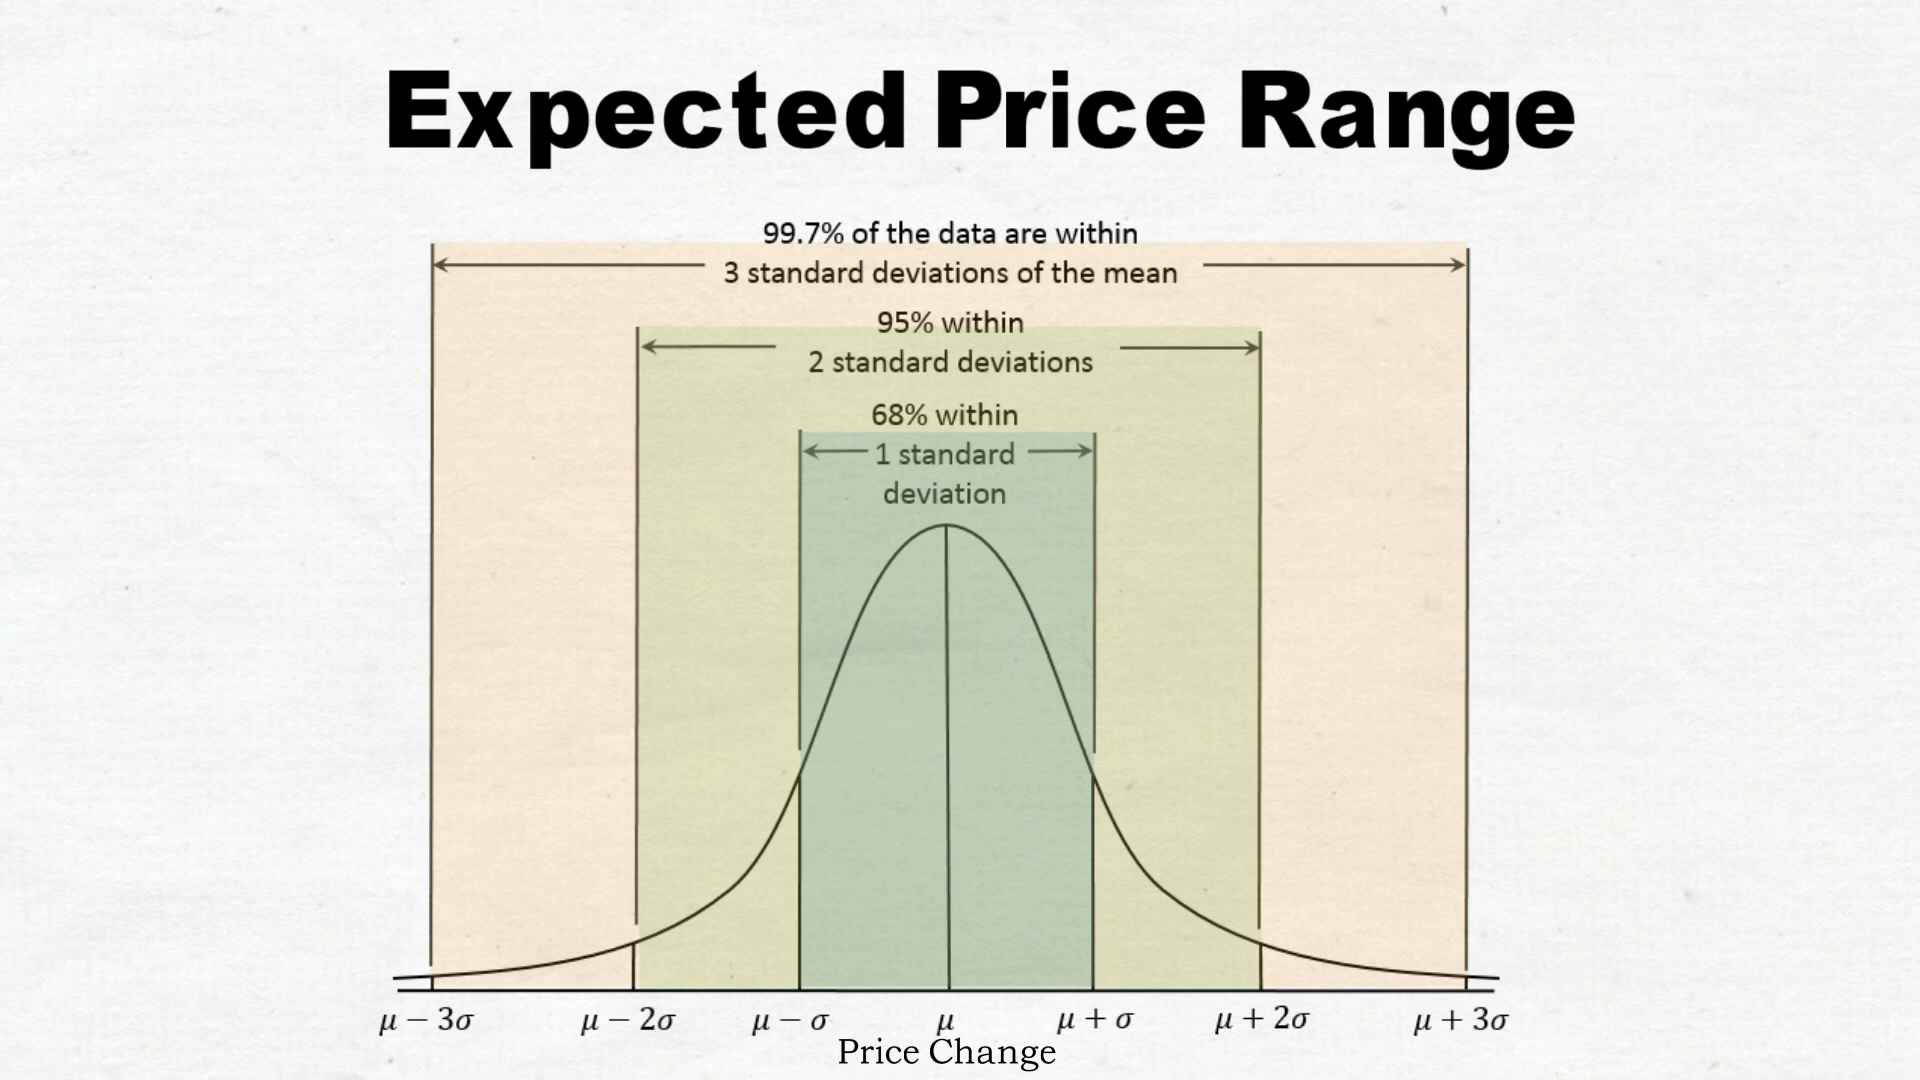 Expected Price Range
99.7% of the data are within
3 standard deviations of the mean
95% within
2 standard deviations
68% within
1 standard
deviation
μ − 3σ
μ − 2σ
μ − σ
μ
μ + σ
μ + 2σ
μ + 3σ
Price Change